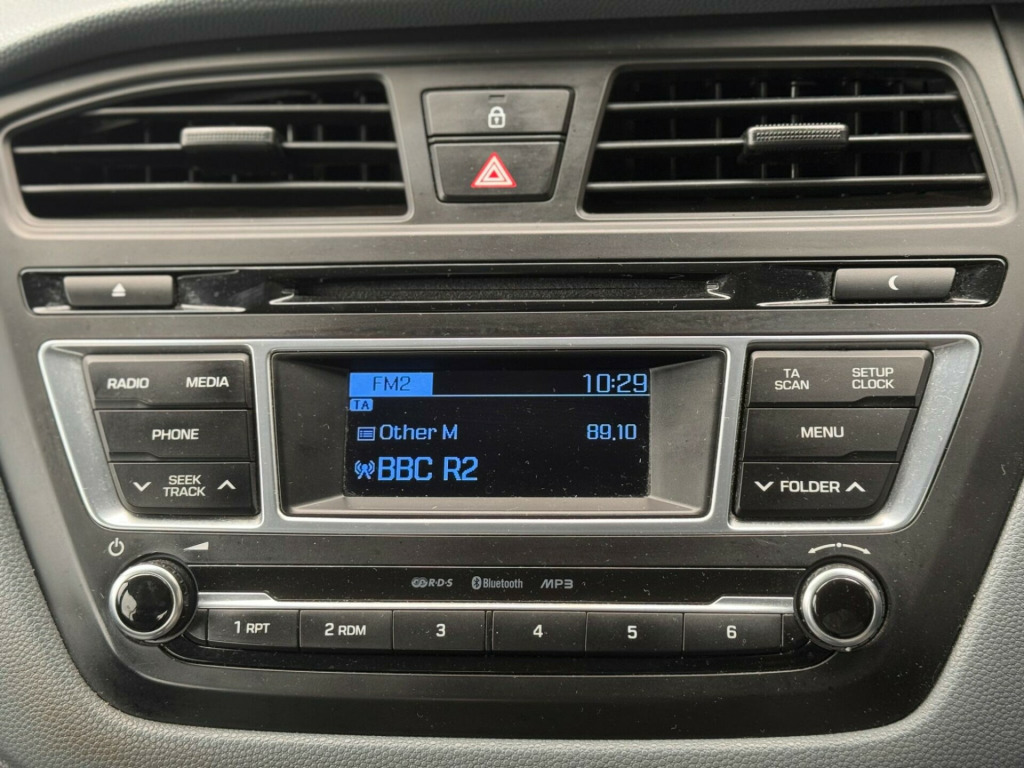 RADIO MEDIA
PHONE
SEEK
TRACK
FM2 10:29
TA
Other M 89.10
BBC R2
TA
SCAN
SETUP
CLOCK
MENU
FOLDER
RDS Bluetooth MP3
1 RPT 2 RDM 3 4 5 6